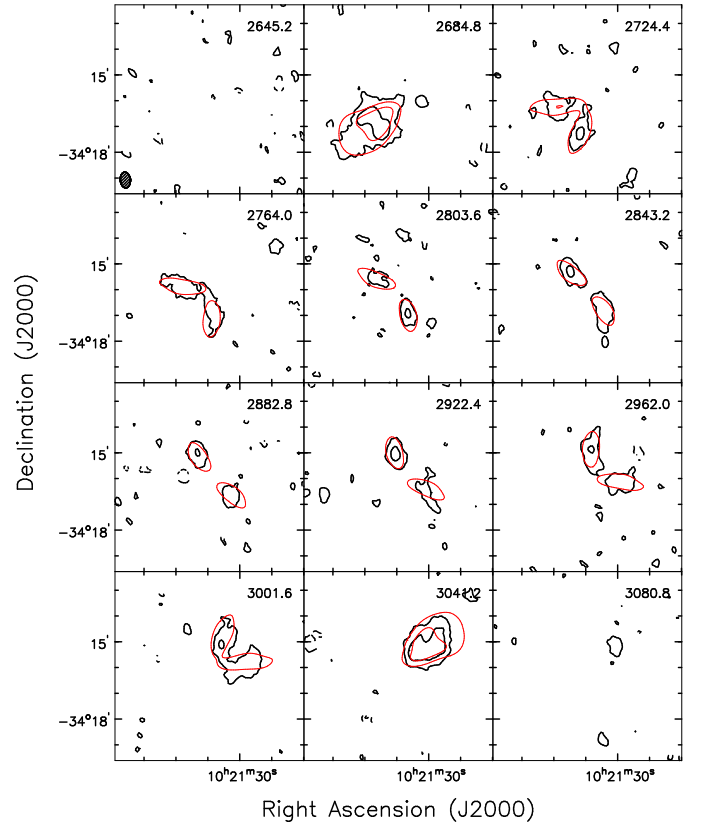 2645.2 2684.8 2724.4
15'
−34°18'
2764.0 2803.6 2843.2
15'
−34°18'
2882.8 2922.4 2962.0
15'
−34°18'
3001.6 3041.2 3080.8
15'
−34°18'
10ʰ21ᵐ30ˢ 10ʰ21ᵐ30ˢ 10ʰ21ᵐ30ˢ
Declination (J2000)
Right Ascension (J2000)